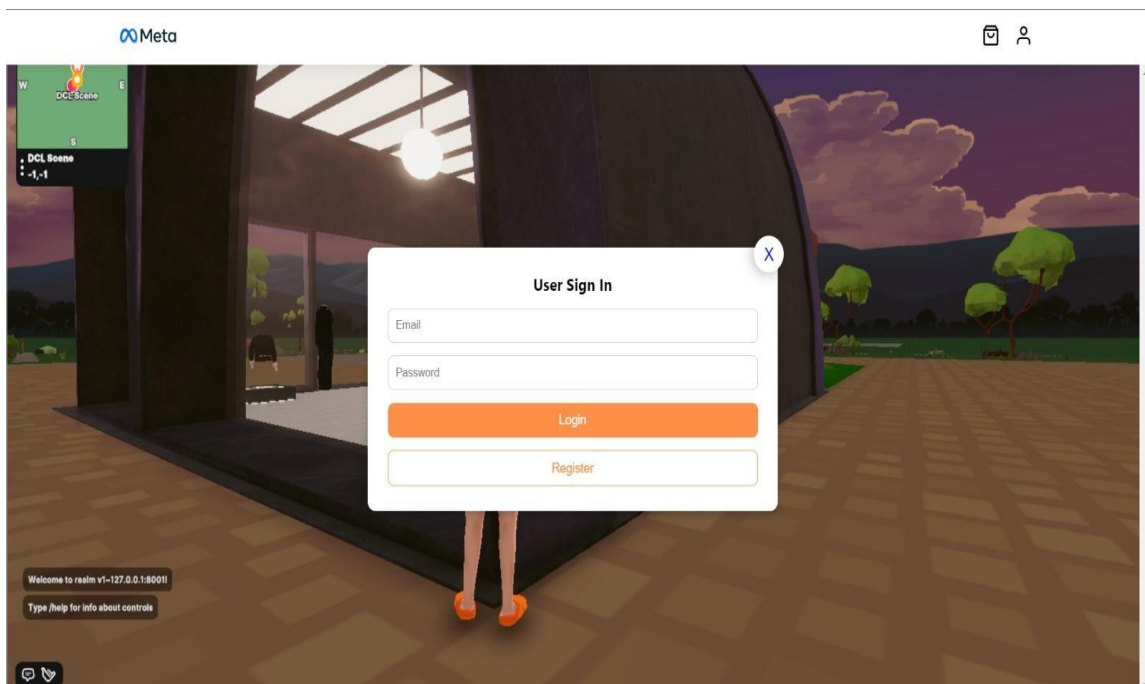 Meta
W
E
DCL Scene
S
DCL Scene
-1,-1
X
User Sign In
Email
Password
Login
Register
Welcome to realm v1~127.0.0.1:8001!
Type /help for info about controls